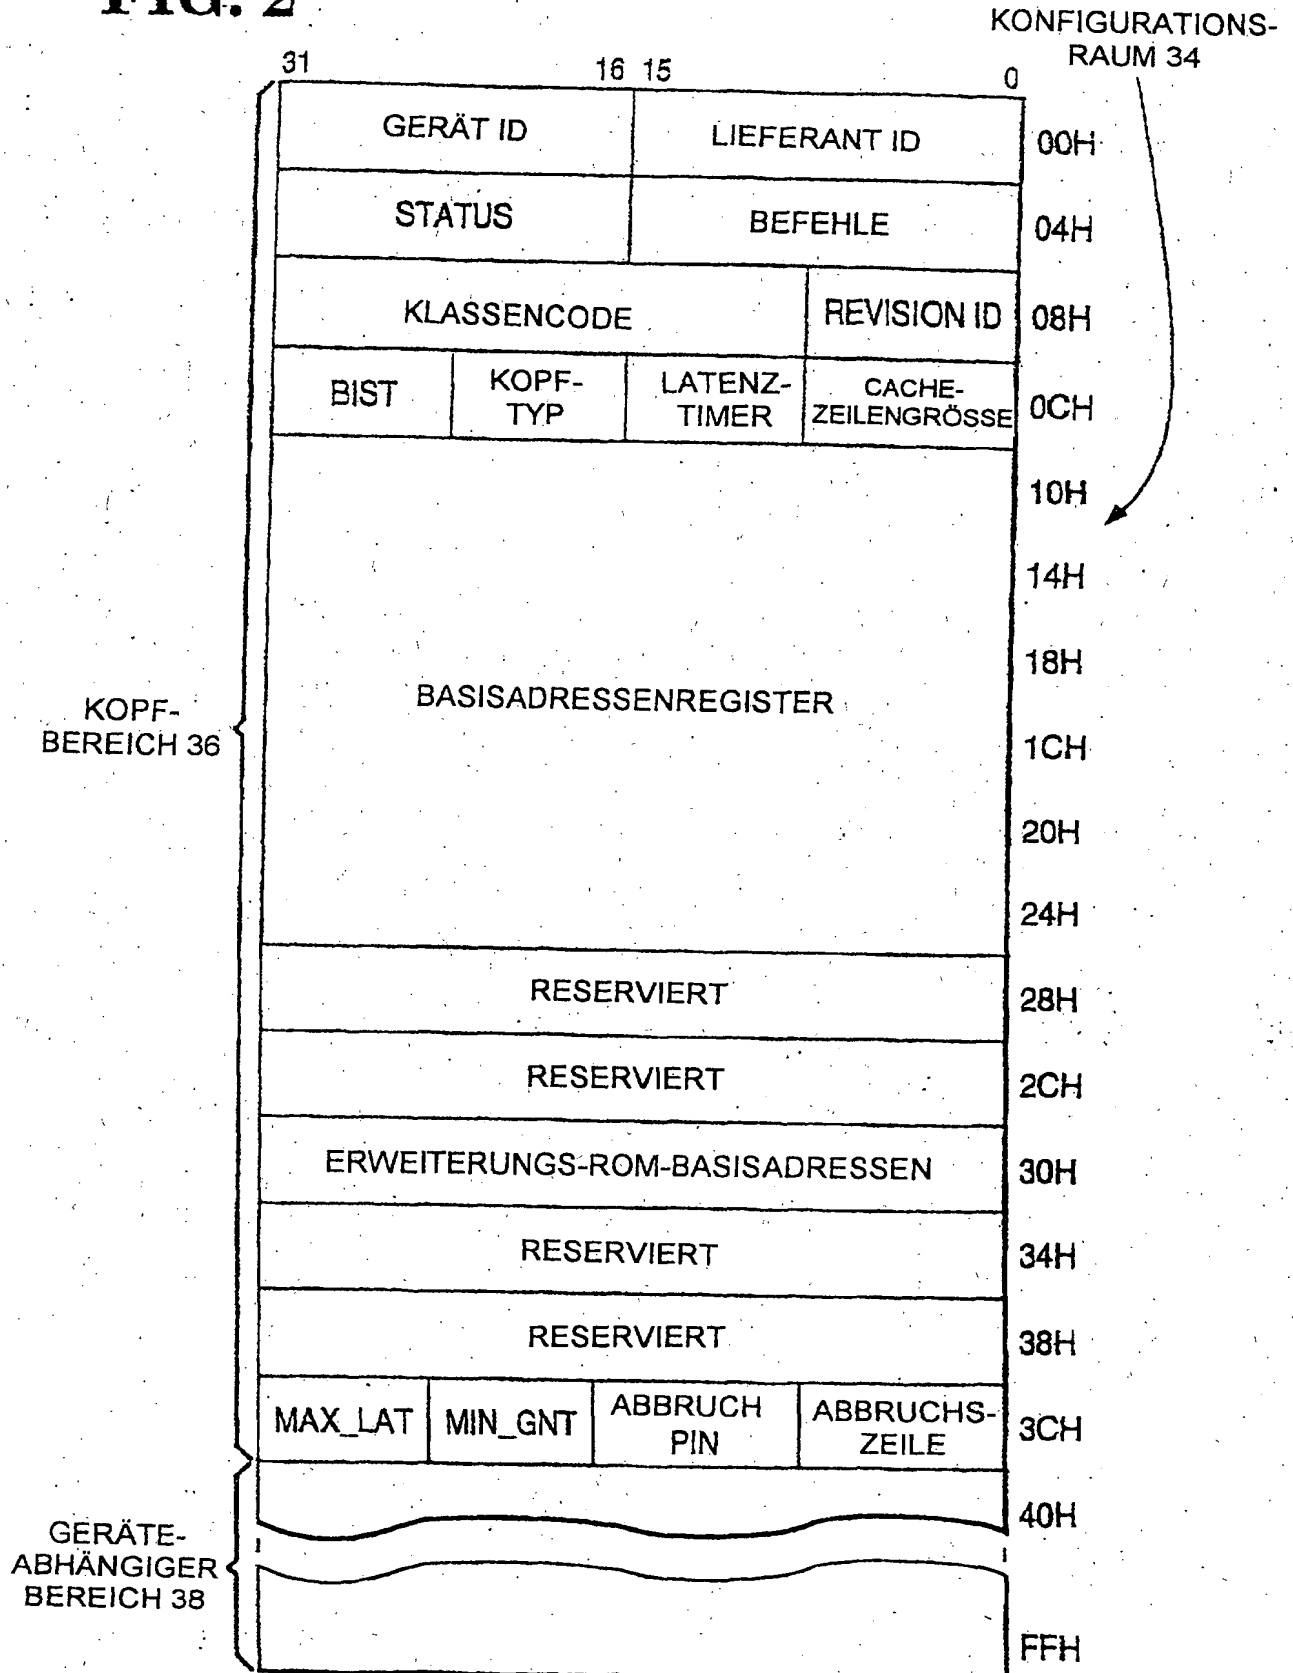 FIG. 2
KONFIGURATIONS-
RAUM 34
31 16 15 0
GERÄT ID LIEFERANT ID 00H
STATUS BEFEHLE 04H
KLASSENCODE REVISION ID 08H
BIST KOPF-
TYP LATENZ-
TIMER CACHE-
ZEILENGRÖSSE 0CH
10H
14H
18H
BASISADRESSENREGISTER
KOPF-
BEREICH 36
1CH
20H
24H
RESERVIERT 28H
RESERVIERT 2CH
ERWEITERUNGS-ROM-BASISADRESSEN 30H
RESERVIERT 34H
RESERVIERT 38H
MAX_LAT MIN_GNT ABBRUCH
PIN ABBRUCHS-
ZEILE 3CH
40H
GERÄTE-
ABHÄNGIGER
BEREICH 38
FFH